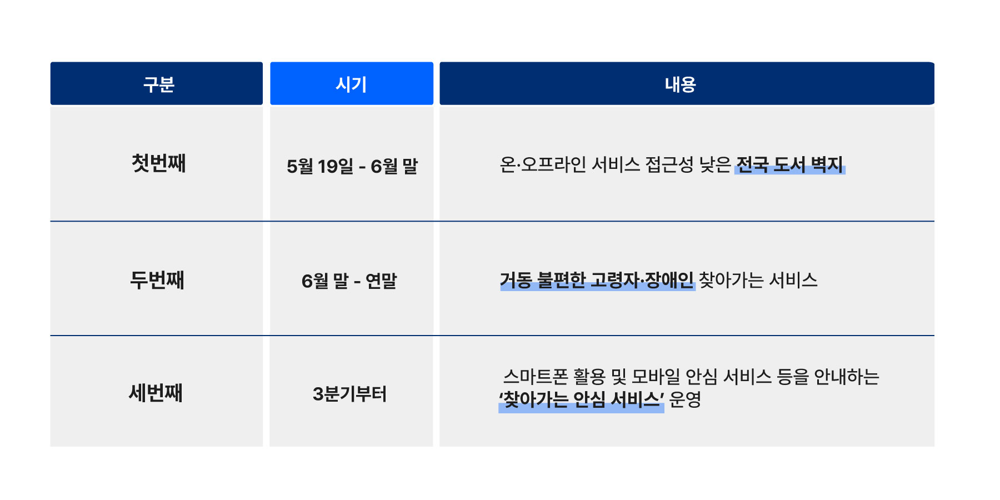 구분 시기 내용
첫번째 5월 19일 - 6월 말 온·오프라인 서비스 접근성 낮은 전국 도서 벽지
두번째 6월 말 - 연말 거동 불편한 고령자·장애인 찾아가는 서비스
세번째 3분기부터 스마트폰 활용 및 모바일 안심 서비스 등을 안내하는
‘찾아가는 안심 서비스’ 운영